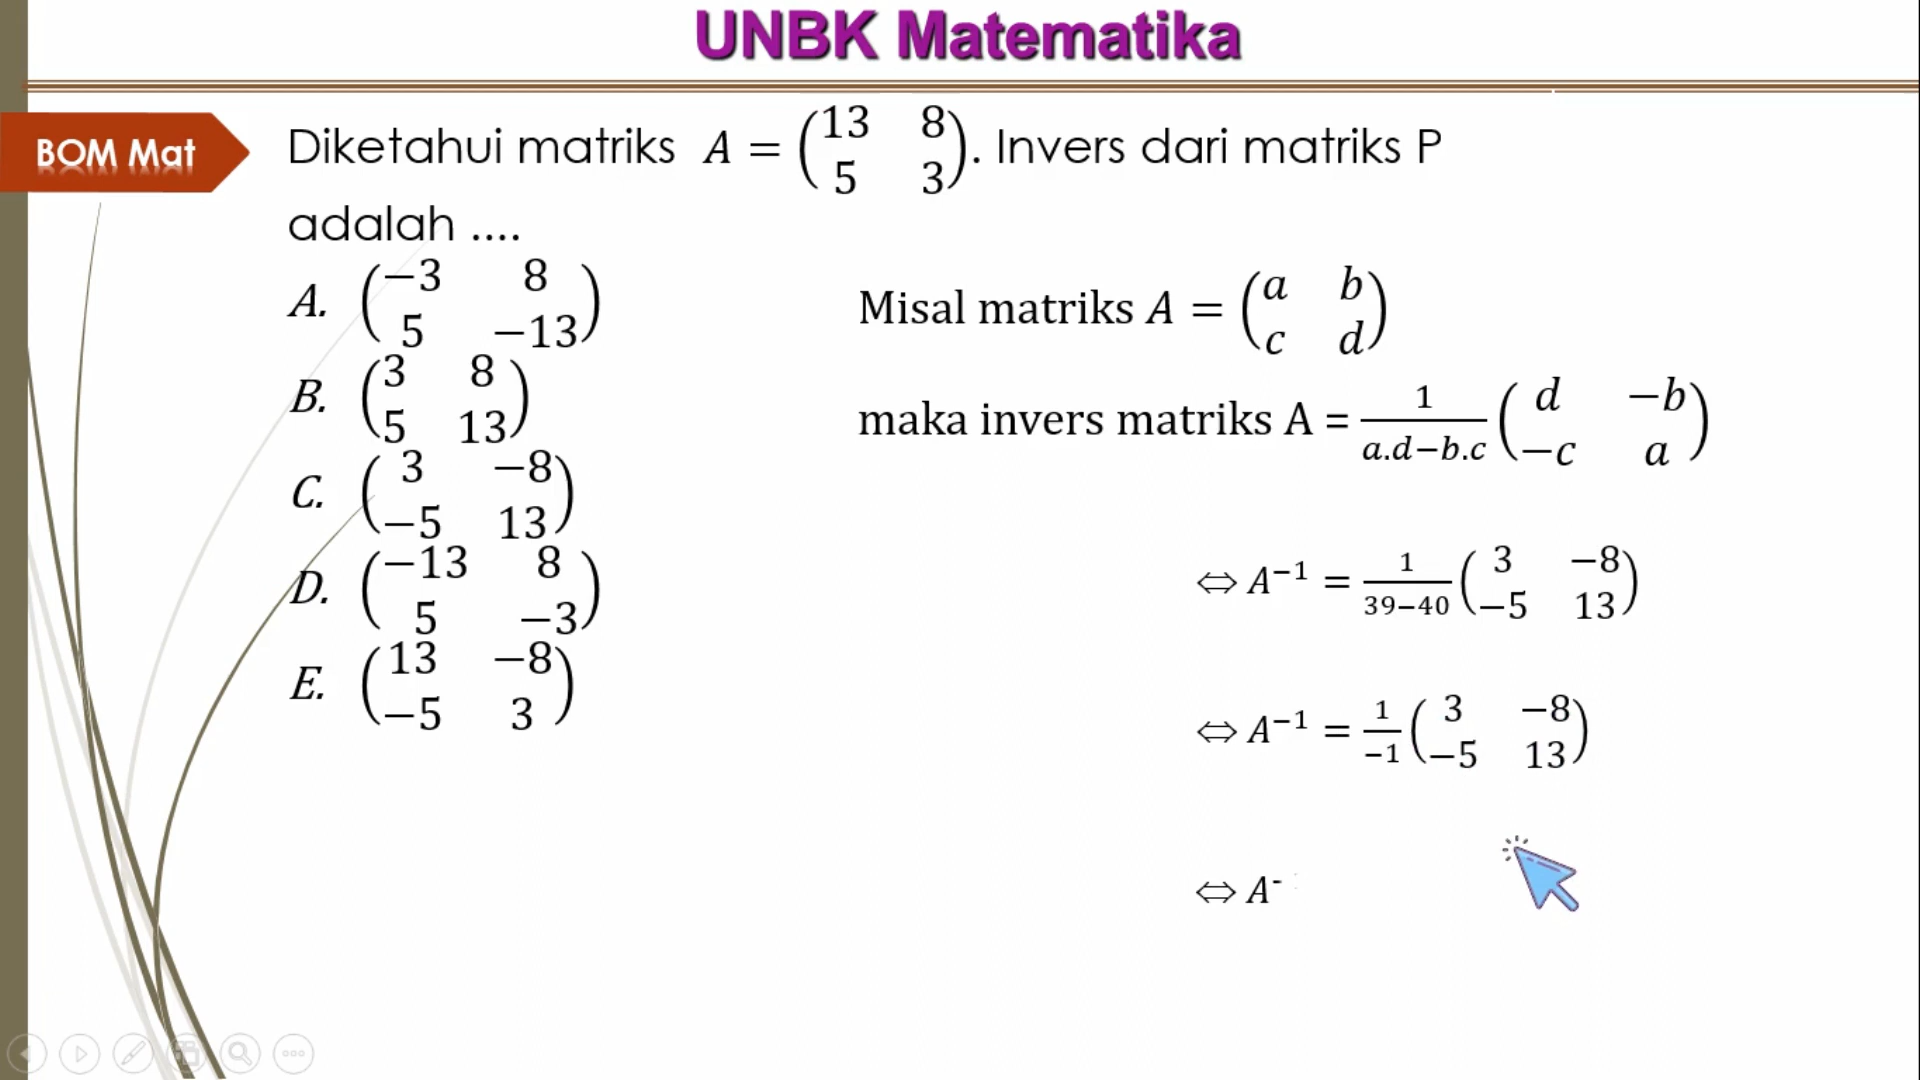 UNBK Matematika
BOM Mat
Diketahui matriks A = (13 8
5 3). Invers dari matriks P
adalah ....
A. (−3 8
5 −13)
B. (3 8
5 13)
C. (3 −8
−5 13)
D. (−13 8
5 −3)
E. (13 −8
−5 3)
Misal matriks A = (a b
c d)
maka invers matriks A = 1/a.d−b.c (d −b
−c a)
⇔ A⁻¹ = 1/39−40 (3 −8
−5 13)
⇔ A⁻¹ = 1/−1 (3 −8
−5 13)
⇔ A⁻